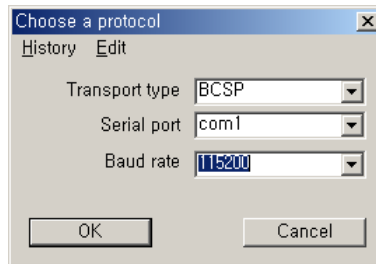 Choose a protocol
History Edit
Transport type BCSP
Serial port com1
Baud rate 115200
OK Cancel